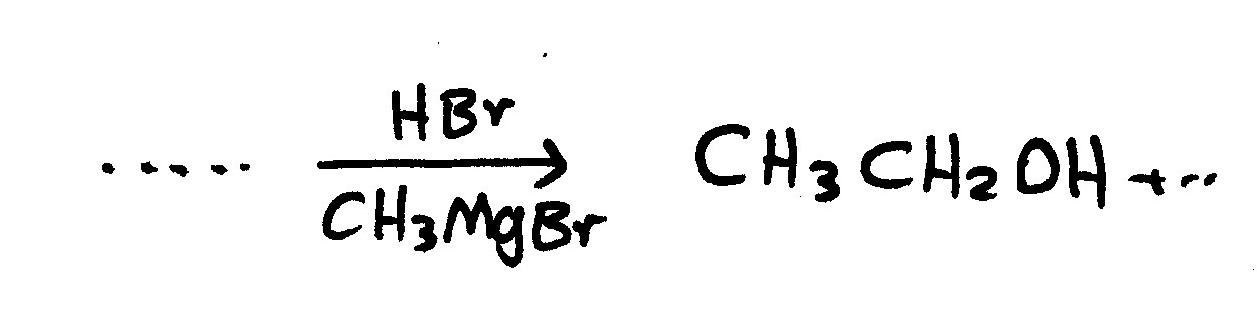 HBr
..... → CH₃CH₂OH + ...
CH₃MgBr